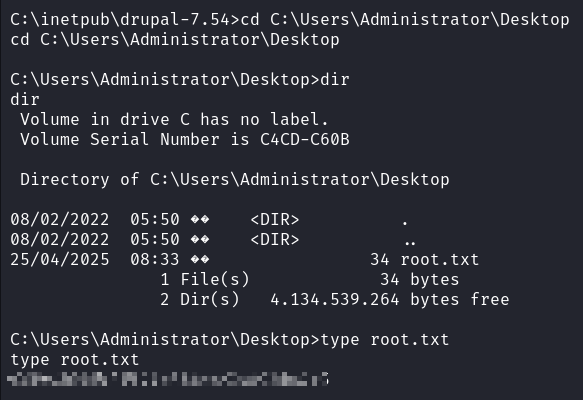 C:\inetpub\drupal-7.54>cd C:\Users\Administrator\Desktop
cd C:\Users\Administrator\Desktop
C:\Users\Administrator\Desktop>dir
dir
Volume in drive C has no label.
Volume Serial Number is C4CD-C60B
Directory of C:\Users\Administrator\Desktop
08/02/2022  05:50 ��    <DIR>          .
08/02/2022  05:50 ��    <DIR>          ..
25/04/2025  08:33 ��                34 root.txt
1 File(s)             34 bytes
2 Dir(s)   4.134.539.264 bytes free
C:\Users\Administrator\Desktop>type root.txt
type root.txt